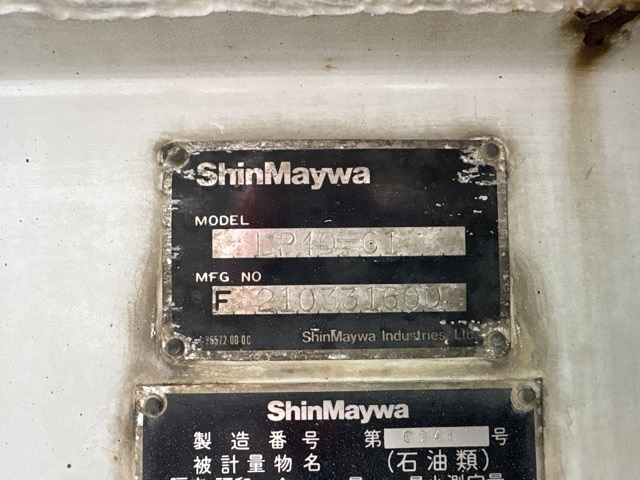 ShinMaywa
MODEL
LP40-61
MFG NO
F 210331600
ShinMaywa Industries, Ltd.
ShinMaywa
製造番号 第 号
被計量物名 (石油類)